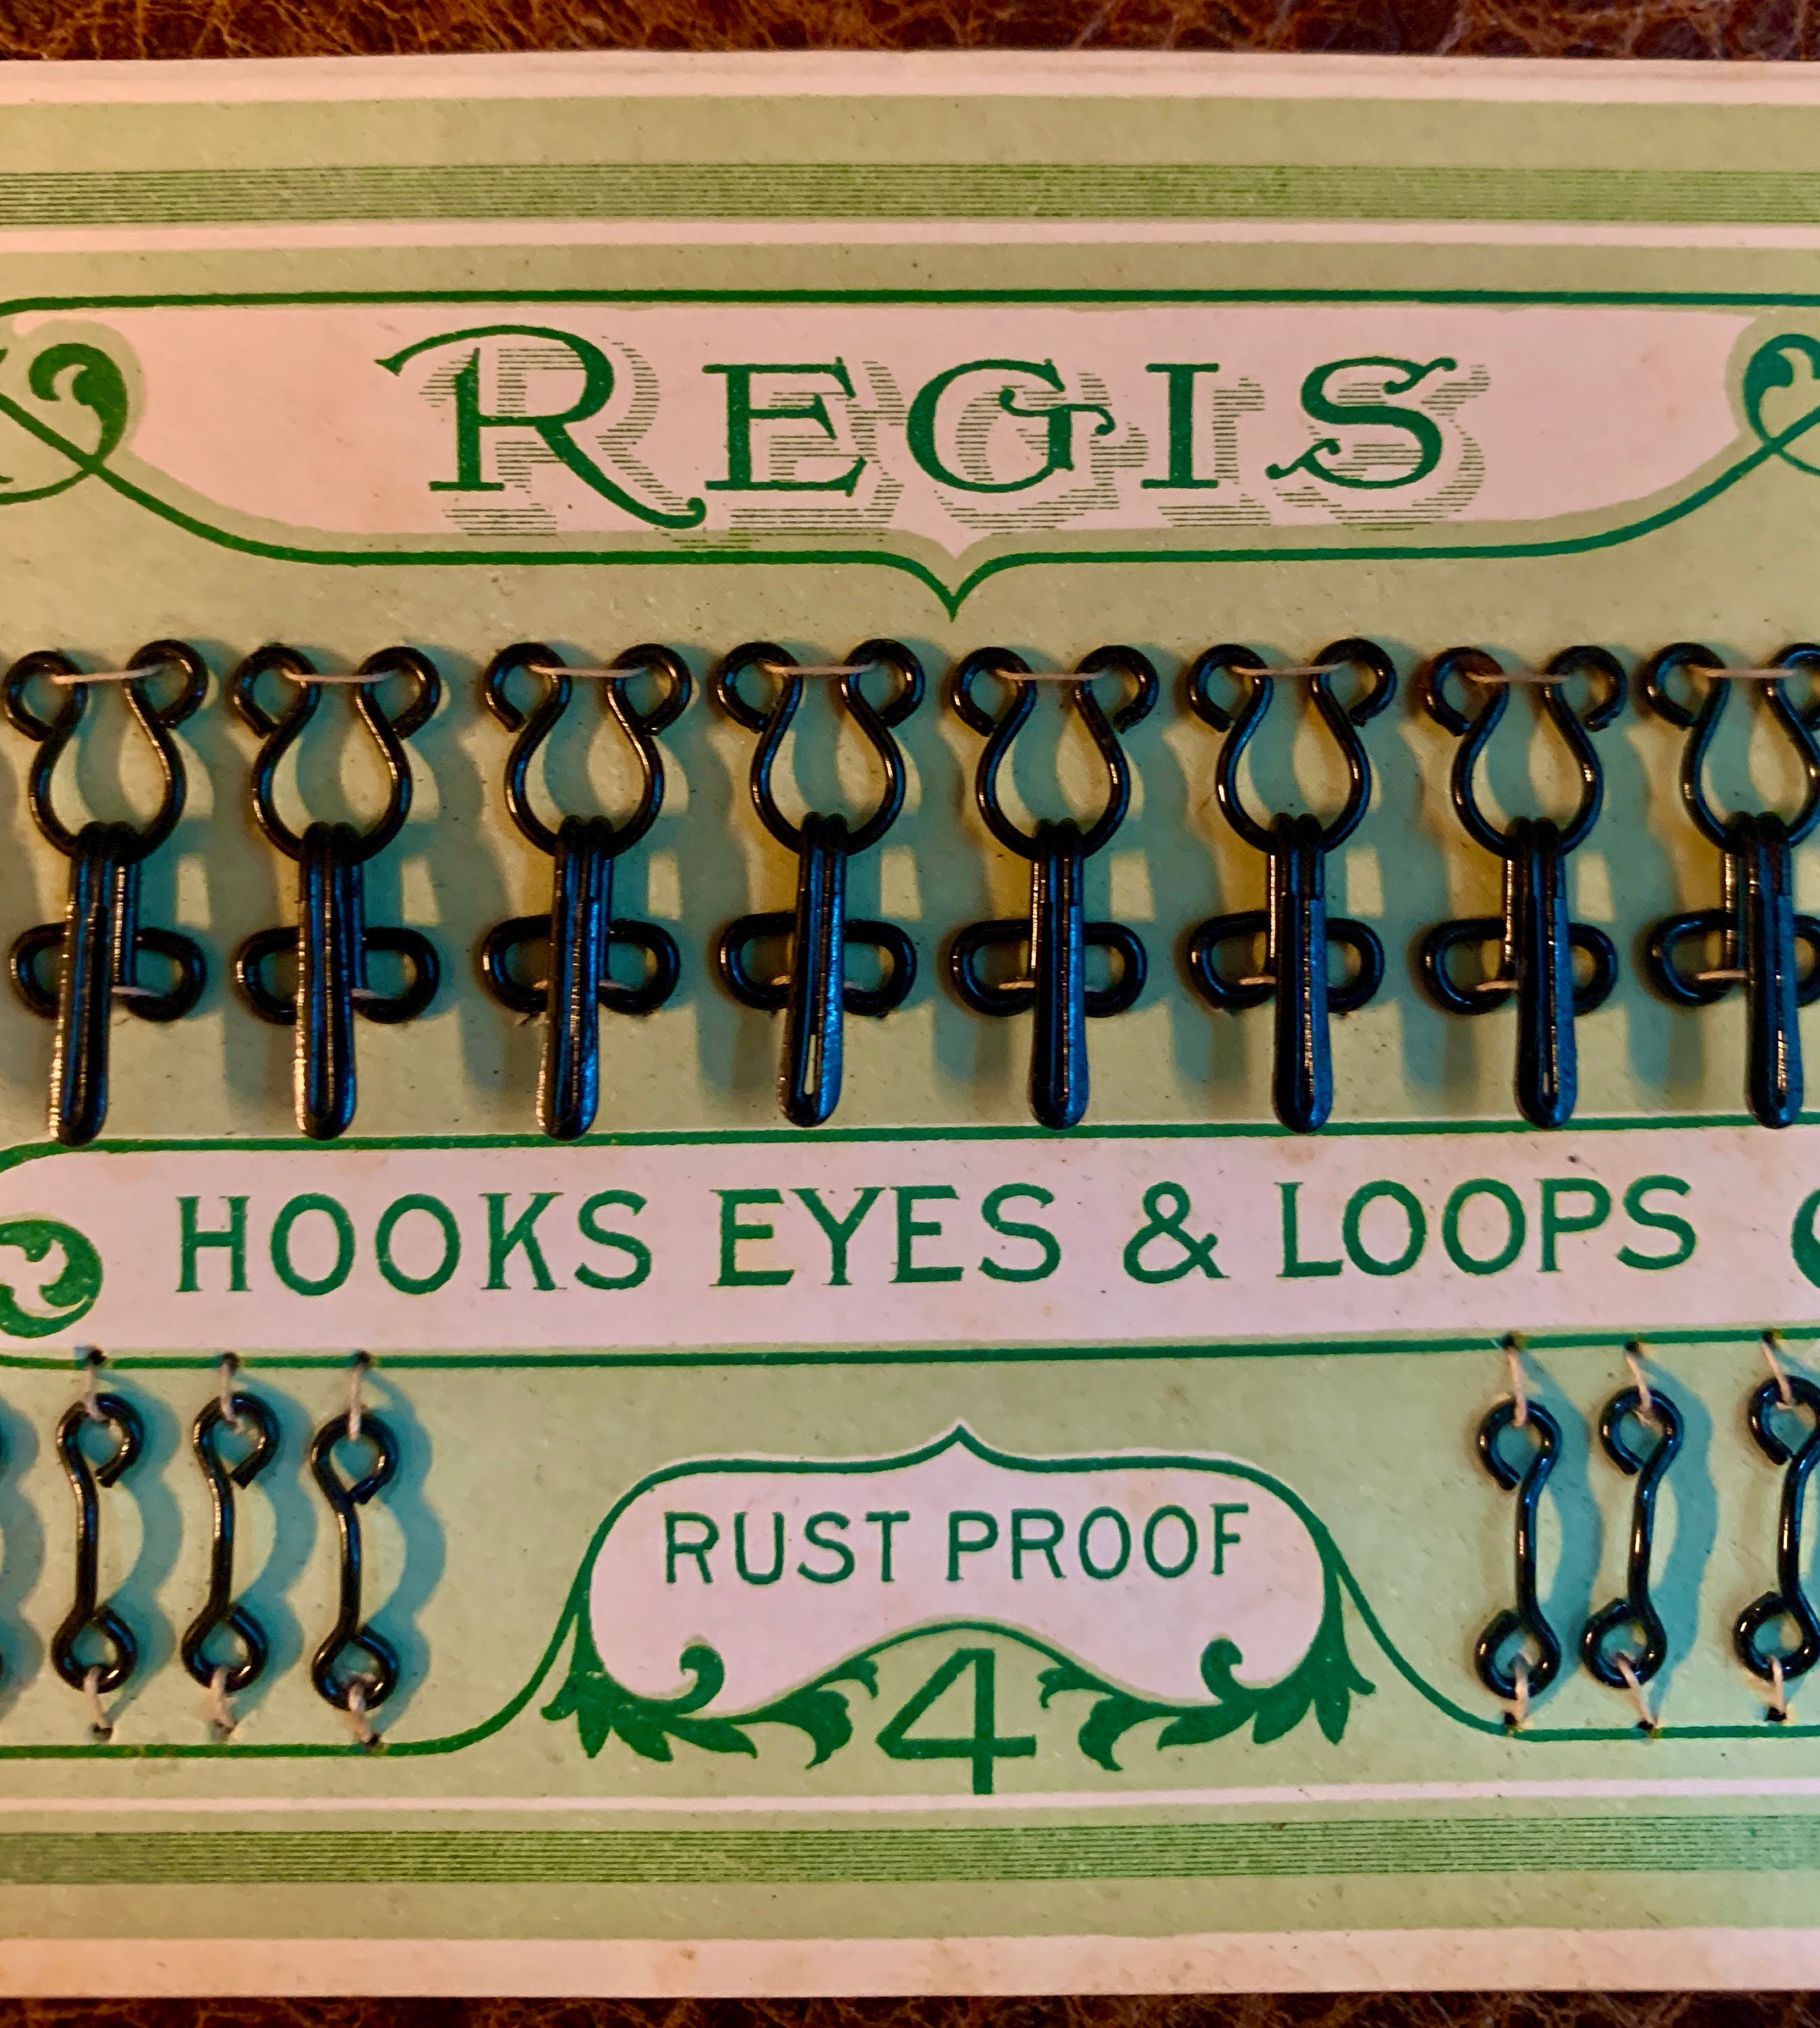 REGIS
HOOKS EYES & LOOPS
RUST PROOF
4